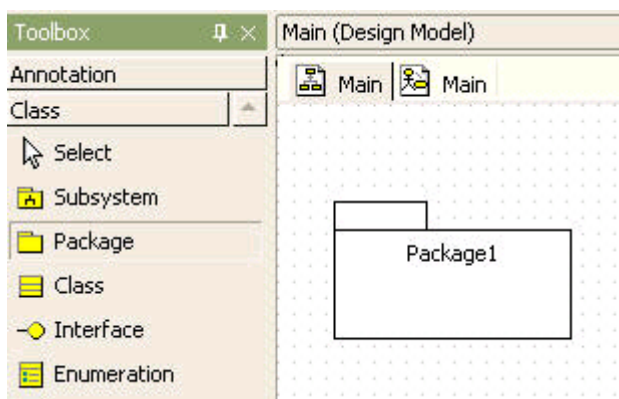 Toolbox
Annotation
Class
Select
Subsystem
Package
Class
Interface
Enumeration
Main (Design Model)
Main Main
Package1